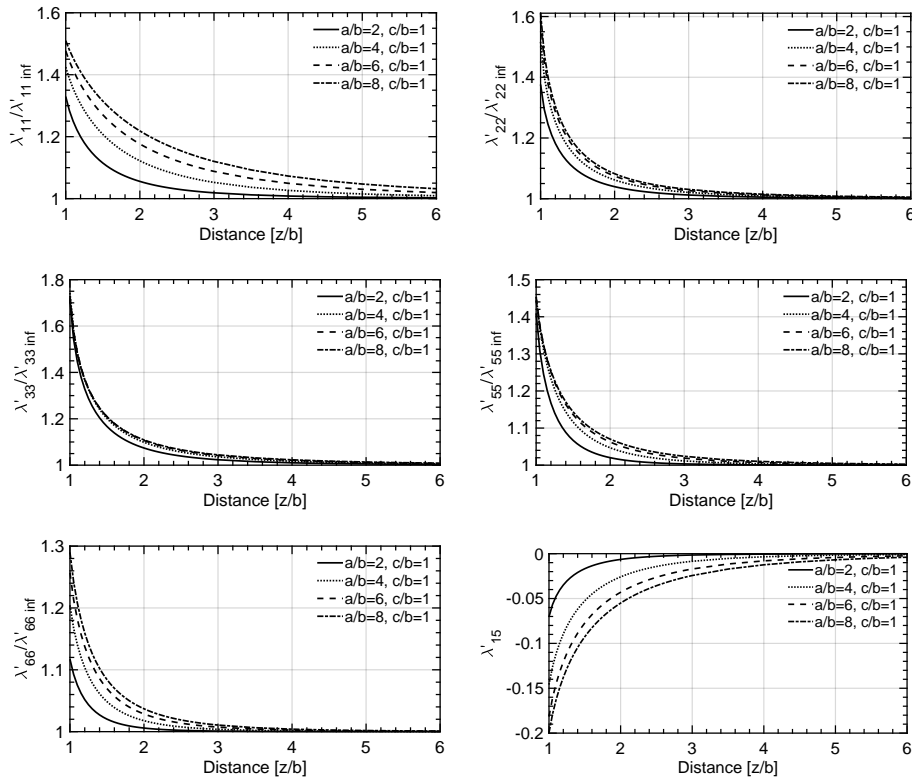 1.6
1.4
1.2
1
λ'11/λ'11 inf
a/b=2, c/b=1
a/b=4, c/b=1
a/b=6, c/b=1
a/b=8, c/b=1
1 2 3 4 5 6
Distance [z/b]
1.6
1.4
1.2
1
λ'22/λ'22 inf
a/b=2, c/b=1
a/b=4, c/b=1
a/b=6, c/b=1
a/b=8, c/b=1
1 2 3 4 5 6
Distance [z/b]
1.8
1.6
1.4
1.2
1
λ'33/λ'33 inf
a/b=2, c/b=1
a/b=4, c/b=1
a/b=6, c/b=1
a/b=8, c/b=1
1 2 3 4 5 6
Distance [z/b]
1.5
1.4
1.3
1.2
1.1
1
λ'55/λ'55 inf
a/b=2, c/b=1
a/b=4, c/b=1
a/b=6, c/b=1
a/b=8, c/b=1
1 2 3 4 5 6
Distance [z/b]
1.3
1.2
1.1
1
λ'66/λ'66 inf
a/b=2, c/b=1
a/b=4, c/b=1
a/b=6, c/b=1
a/b=8, c/b=1
1 2 3 4 5 6
Distance [z/b]
0
-0.05
-0.1
-0.15
-0.2
λ'15
a/b=2, c/b=1
a/b=4, c/b=1
a/b=6, c/b=1
a/b=8, c/b=1
1 2 3 4 5 6
Distance [z/b]